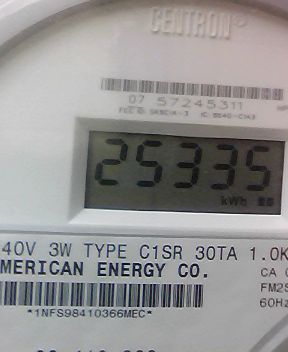 CENTRON®
07 57245311
25335
kWh
40V 3W TYPE C1SR 30TA 1.0K
MERICAN ENERGY CO.
CA
FM2S
60Hz
*1NFS98410366MEC*